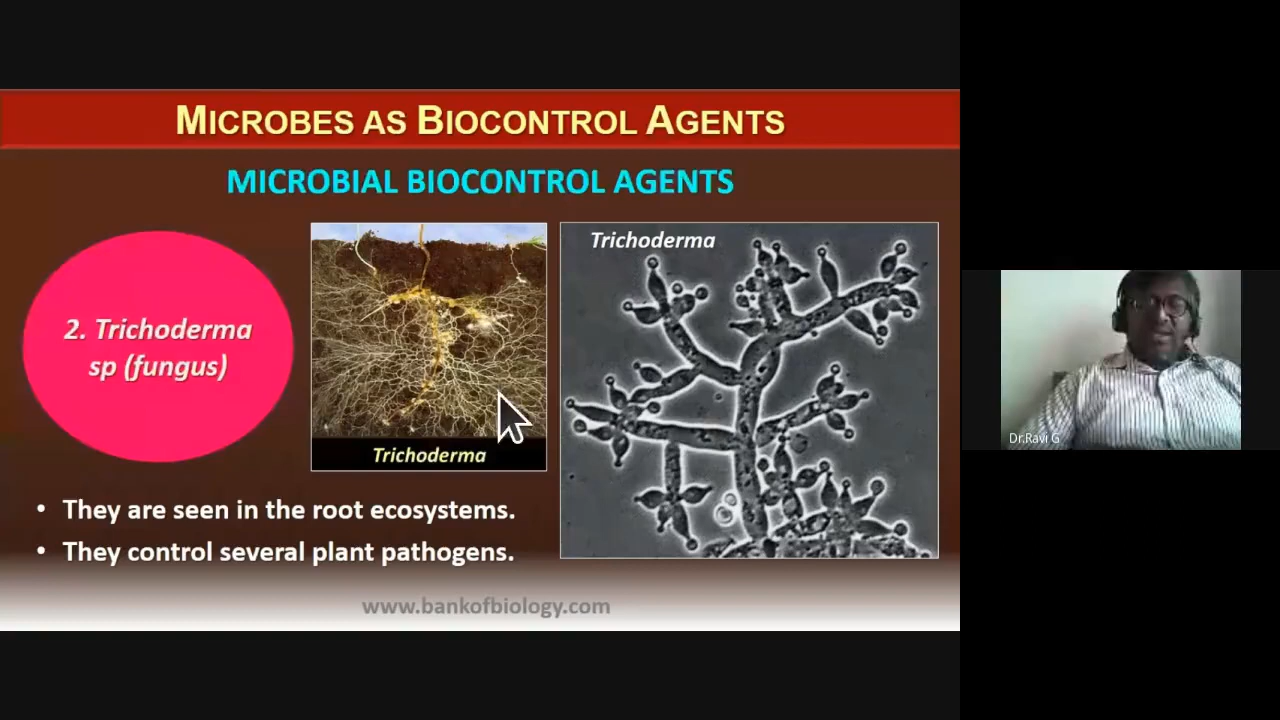 MICROBES AS BIOCONTROL AGENTS
MICROBIAL BIOCONTROL AGENTS
2. Trichoderma
sp (fungus)
Trichoderma
Trichoderma
• They are seen in the root ecosystems.
• They control several plant pathogens.
www.bankofbiology.com
Dr.Ravi G